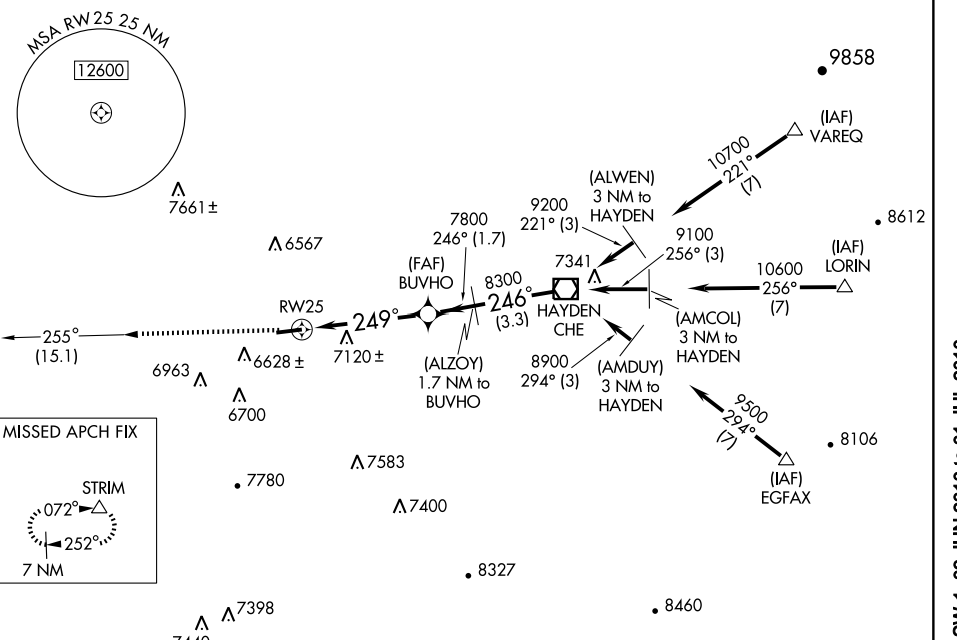 MSA RW25 25 NM
12600
9858
(IAF)
VAREQ
10700
221°
(7)
(ALWEN)
3 NM to
HAYDEN
7661 ±
9200
221° (3)
8612
7800
246° (1.7)
9100
256° (3)
6567
(IAF)
LORIN
(FAF)
BUVHO
7341
10600
256°
(7)
8300
246°
(3.3)
RW25
HAYDEN
CHE
249°
255°
(15.1)
(AMCOL)
3 NM to
HAYDEN
6628 ±
7120 ±
(ALZOY)
1.7 NM to
BUVHO
8900
294° (3)
(AMDUY)
3 NM to
HAYDEN
6963
6700
9500
294°
(7)
MISSED APCH FIX
8106
7583
(IAF)
EGFAX
7780
STRIM
072°
7400
252°
7 NM
8327
7398
8460